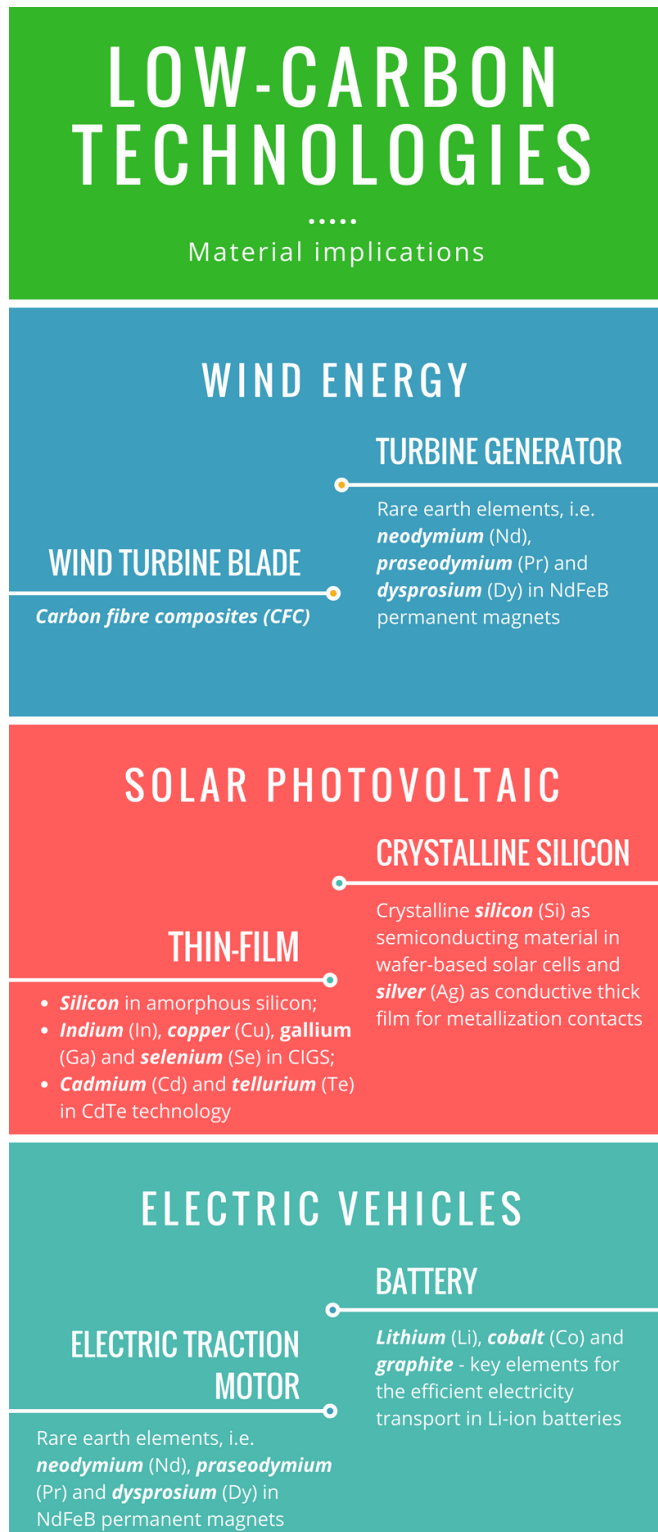 LOW-CARBON
TECHNOLOGIES
.....
Material implications
WIND ENERGY
TURBINE GENERATOR
Rare earth elements, i.e.
neodymium (Nd),
praseodymium (Pr) and
dysprosium (Dy) in NdFeB
permanent magnets
WIND TURBINE BLADE
Carbon fibre composites (CFC)
SOLAR PHOTOVOLTAIC
CRYSTALLINE SILICON
Crystalline silicon (Si) as
semiconducting material in
wafer-based solar cells and
silver (Ag) as conductive thick
film for metallization contacts
THIN-FILM
• Silicon in amorphous silicon;
• Indium (In), copper (Cu), gallium
(Ga) and selenium (Se) in CIGS;
• Cadmium (Cd) and tellurium (Te)
in CdTe technology
ELECTRIC VEHICLES
BATTERY
Lithium (Li), cobalt (Co) and
graphite - key elements for
the efficient electricity
transport in Li-ion batteries
ELECTRIC TRACTION
MOTOR
Rare earth elements, i.e.
neodymium (Nd), praseodymium
(Pr) and dysprosium (Dy) in
NdFeB permanent magnets